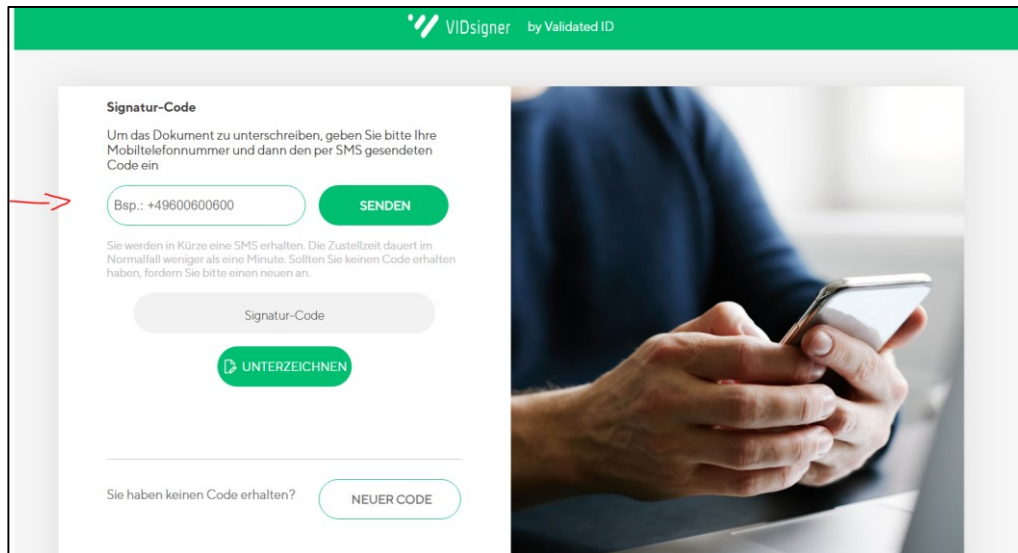 VIDsigner by Validated ID
Signatur-Code
Um das Dokument zu unterschreiben, geben Sie bitte Ihre
Mobiltelefonnummer und dann den per SMS gesendeten
Code ein
Bsp.: +49600600600 SENDEN
Sie werden in Kürze eine SMS erhalten. Die Zustellzeit dauert im
Normalfall weniger als eine Minute. Sollten Sie keinen Code erhalten
haben, fordern Sie bitte einen neuen an.
Signatur-Code
UNTERZEICHNEN
Sie haben keinen Code erhalten? NEUER CODE